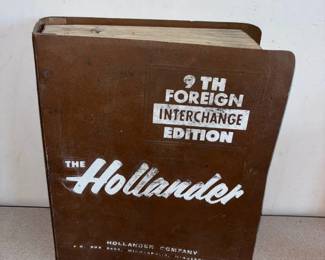 9TH
FOREIGN
INTERCHANGE
EDITION
THE
Hollander
HOLLANDER COMPANY